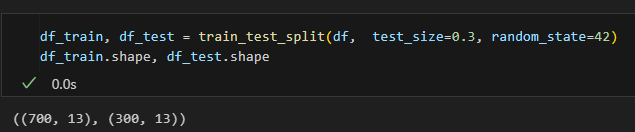 df_train, df_test = train_test_split(df,  test_size=0.3, random_state=42)
df_train.shape, df_test.shape
0.0s
((700, 13), (300, 13))